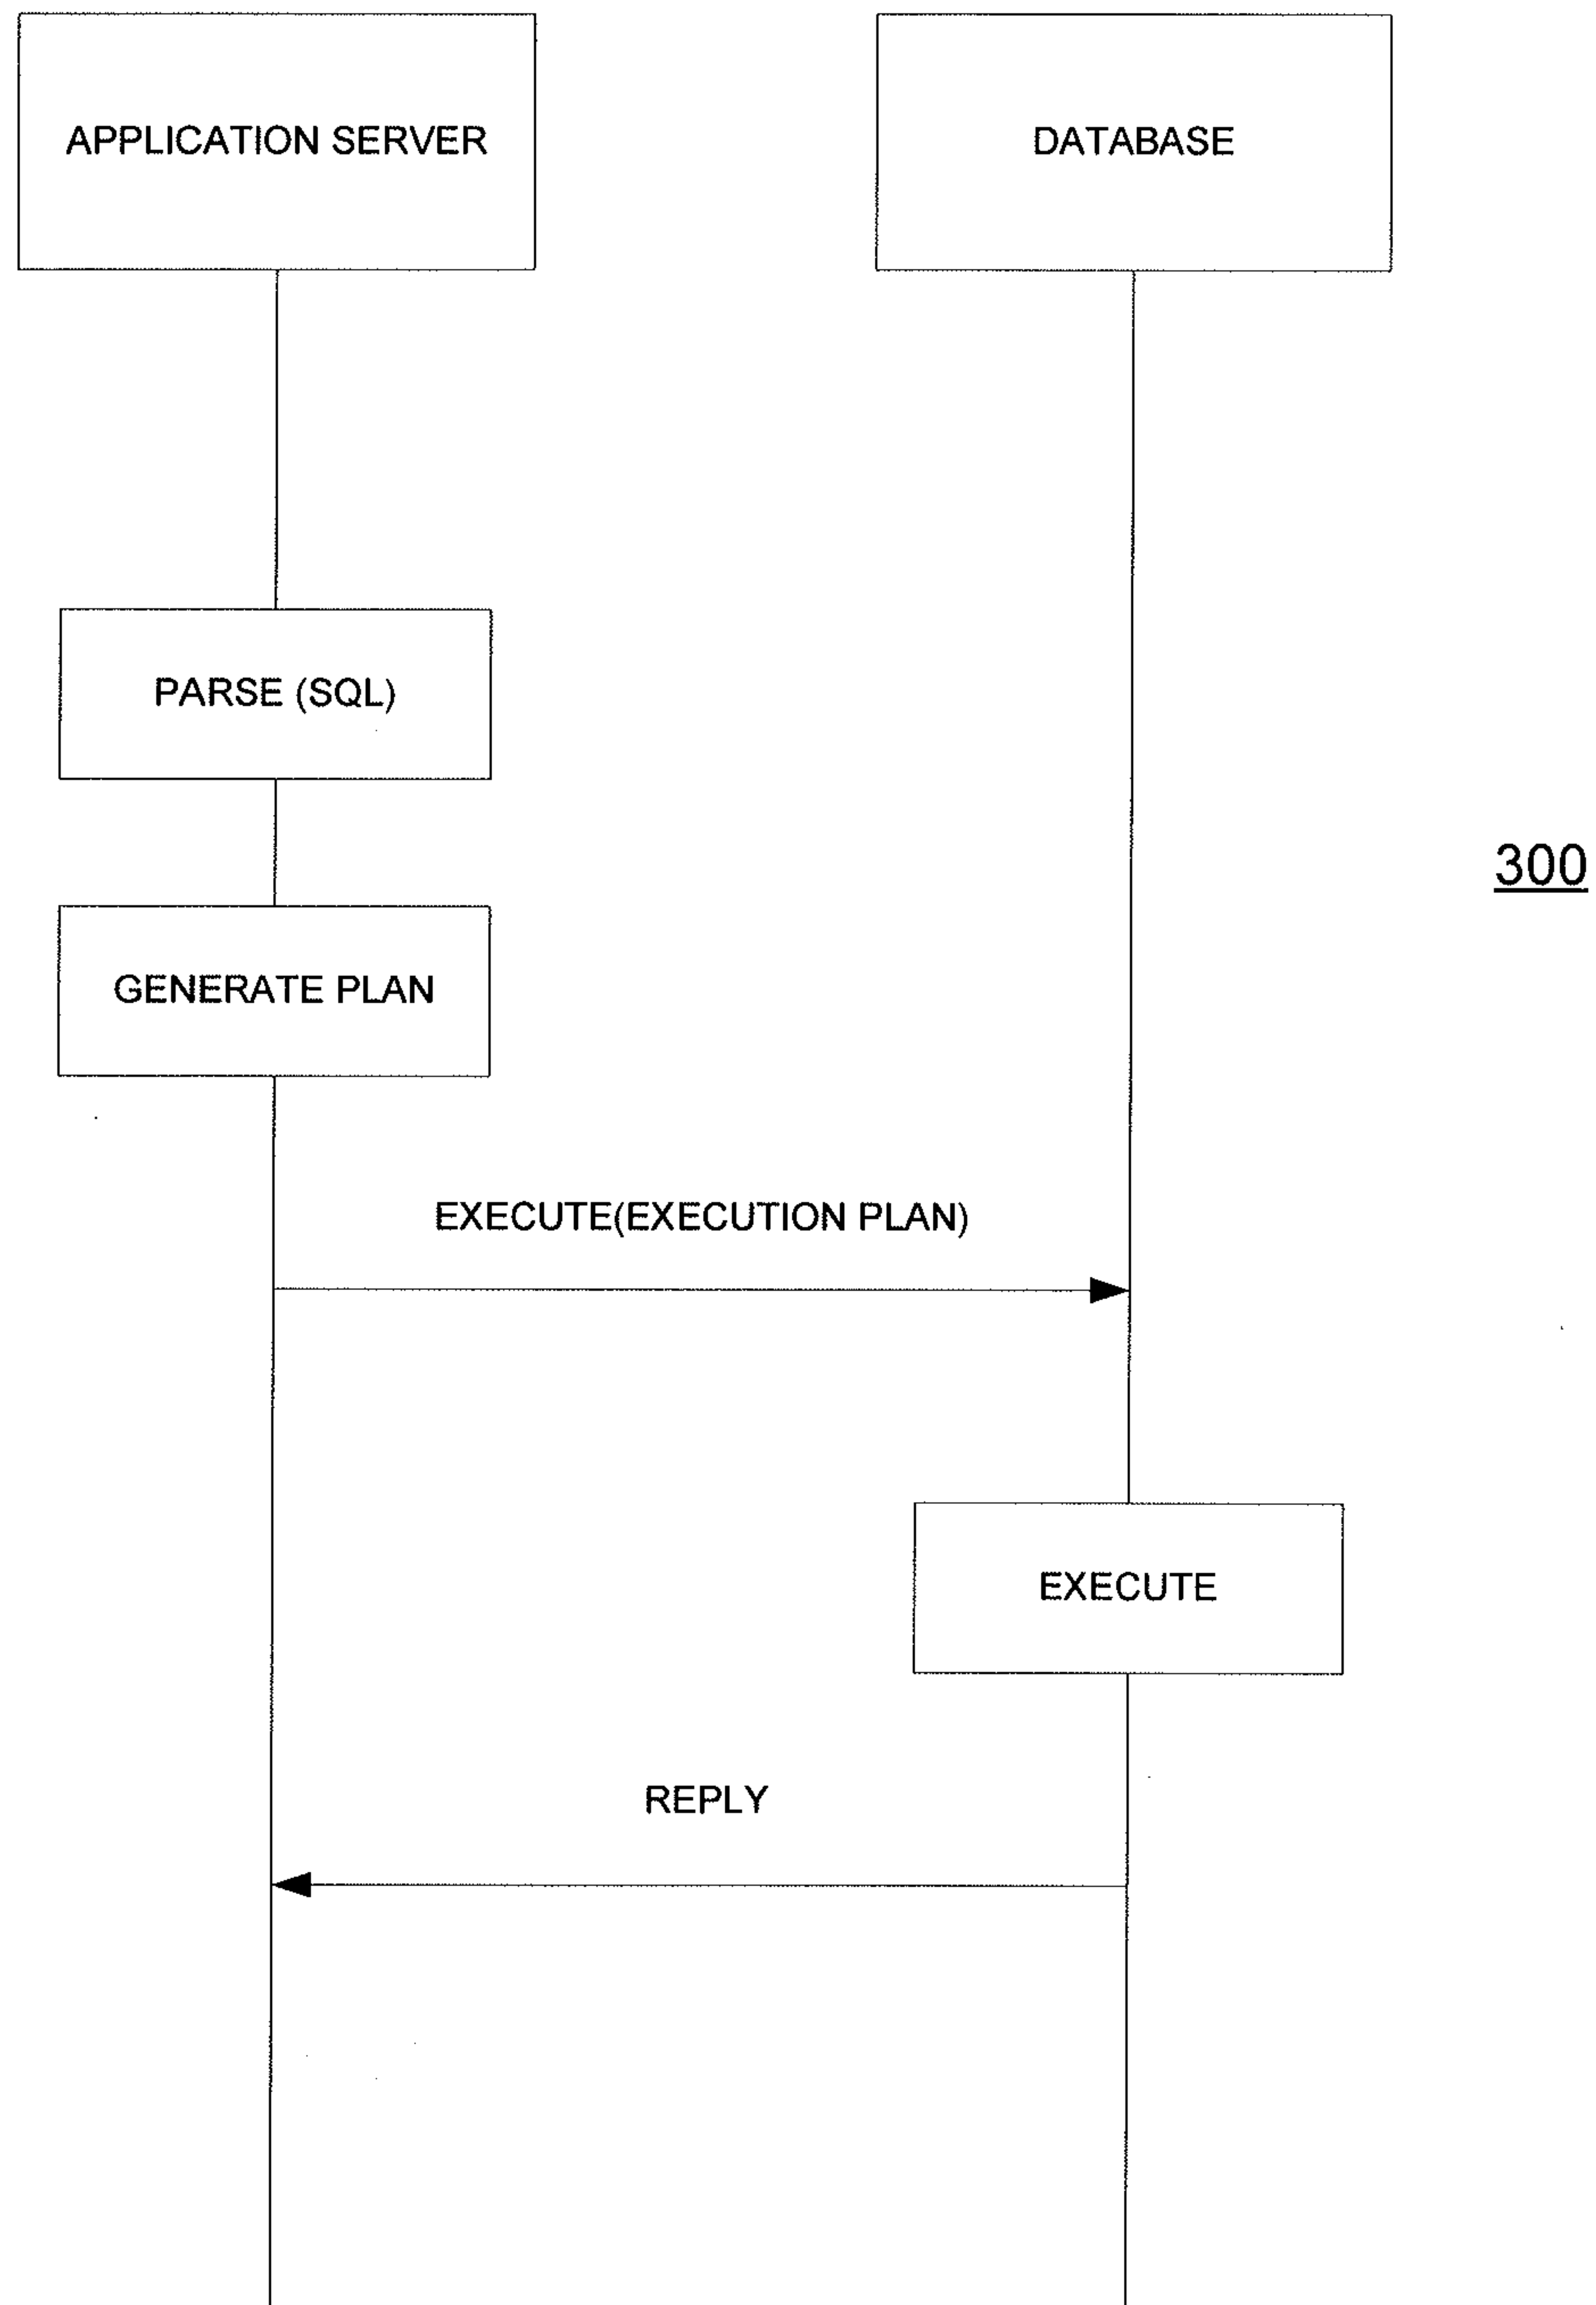 APPLICATION SERVER
DATABASE
PARSE (SQL)
300
GENERATE PLAN
EXECUTE(EXECUTION PLAN)
EXECUTE
REPLY